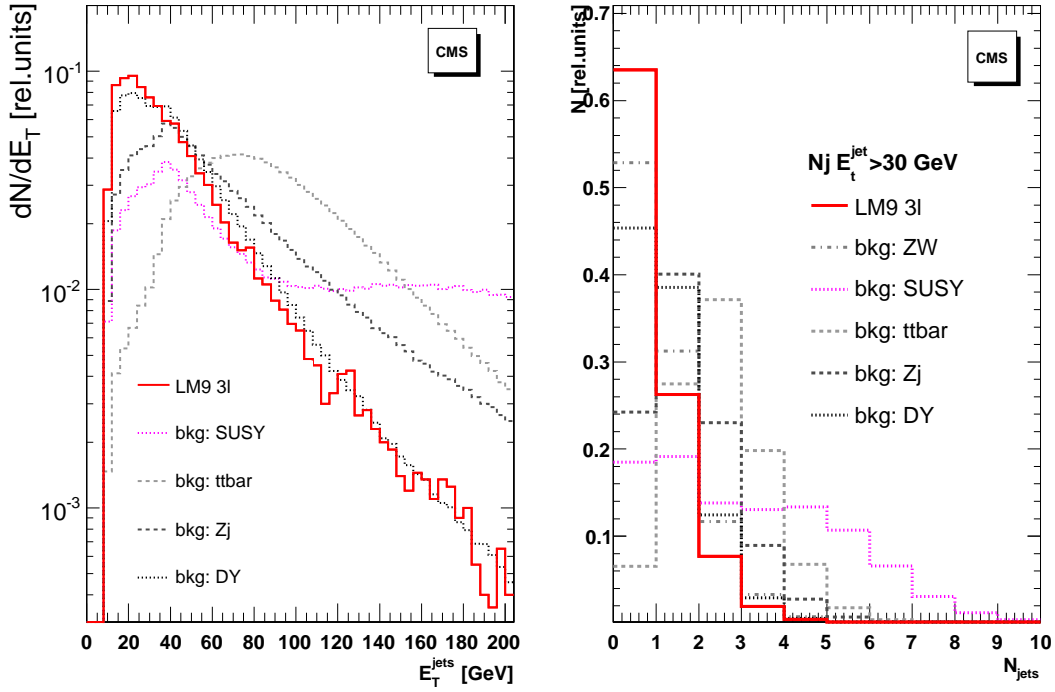 dN/dE_T [rel.units]
10^-1
10^-2
10^-3
CMS
LM9 3l
bkg: SUSY
bkg: ttbar
bkg: Zj
bkg: DY
0 20 40 60 80 100 120 140 160 180 200
E_T^jets [GeV]
N [rel.units]
0.7
0.6
0.5
0.4
0.3
0.2
0.1
CMS
Nj E_t^jet >30 GeV
LM9 3l
bkg: ZW
bkg: SUSY
bkg: ttbar
bkg: Zj
bkg: DY
0 1 2 3 4 5 6 7 8 9 10
N_jets